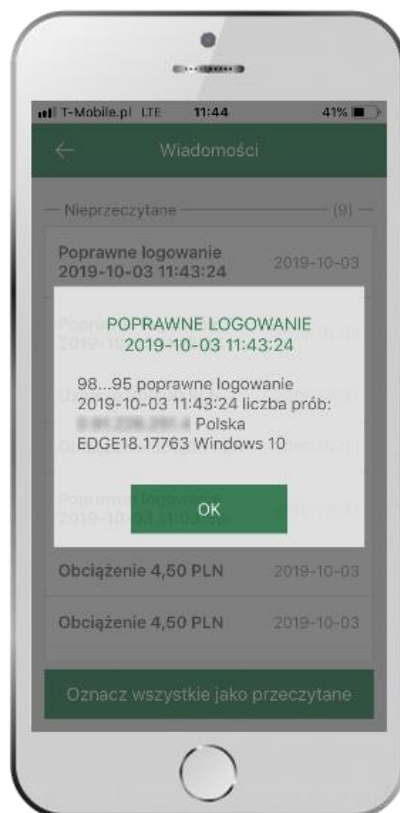 T-Mobile.pl LTE 11:44 41%
Wiadomości
Nieprzeczytane (9)
Poprawne logowanie 2019-10-03
2019-10-03 11:43:24
POPRAWNE LOGOWANIE
2019-10-03 11:43:24
98...95 poprawne logowanie
2019-10-03 11:43:24 liczba prób:
Polska
EDGE18.17763 Windows 10
OK
Obciążenie 4,50 PLN 2019-10-03
Obciążenie 4,50 PLN 2019-10-03
Oznacz wszystkie jako przeczytane